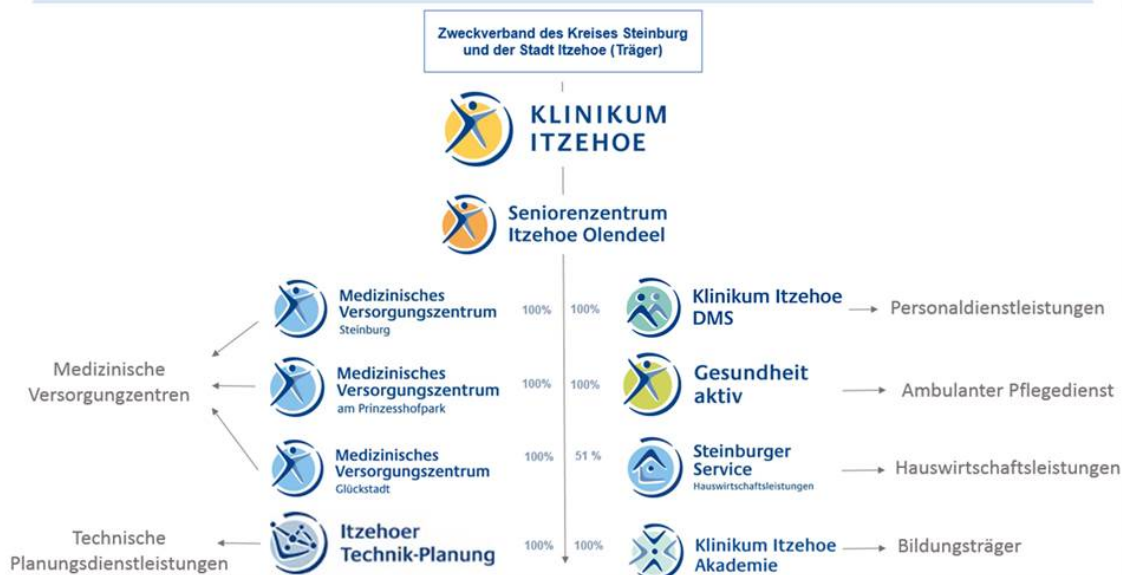 Zweckverband des Kreises Steinburg
und der Stadt Itzehoe (Träger)
KLINIKUM
ITZEHOE
Seniorenzentrum
Itzehoe Olendeel
Medizinisches
Versorgungszentrum
Steinburg
100%
100%
Klinikum Itzehoe
DMS
Personaldienstleistungen
Medizinische
Versorgungzentren
Medizinisches
Versorgungszentrum
am Prinzesshofpark
100%
100%
Gesundheit
aktiv
Ambulanter Pflegedienst
Medizinisches
Versorgungszentrum
Glückstadt
100%
51 %
Steinburger
Service
Hauswirtschaftsleistungen
Hauswirtschaftsleistungen
Technische
Planungsdienstleistungen
Itzehoer
Technik-Planung
100%
100%
Klinikum Itzehoe
Akademie
Bildungsträger